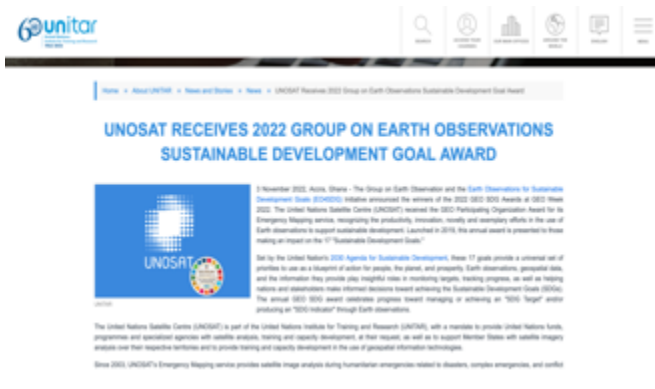 60 unitar
SEARCH
MENU
Home » About UNITAR » News and Stories » News » UNOSAT Receives 2022 Group on Earth Observations Sustainable Development Goal Award
UNOSAT RECEIVES 2022 GROUP ON EARTH OBSERVATIONS
SUSTAINABLE DEVELOPMENT GOAL AWARD
3 November 2022, Accra, Ghana - The Group on Earth Observation and the Earth Observations for Sustainable
Development Goals (EO4SDG) initiative announced the winners of the 2022 GEO SDG Awards at GEO Week
2022. The United Nations Satellite Centre (UNOSAT) received the GEO Participating Organization Award for its
Emergency Mapping service, recognizing the productivity, innovation, novelty and exemplary efforts in the use of
Earth observations to support sustainable development. Launched in 2019, this annual award is presented to those
making an impact on the 17 "Sustainable Development Goals."
UNOSAT
Set by the United Nation's 2030 Agenda for Sustainable Development, these 17 goals provide a universal set of
priorities to use as a blueprint of action for people, the planet, and prosperity. Earth observations, geospatial data,
and the information they provide play insightful roles in monitoring targets, tracking progress, as well as helping
nations and stakeholders make informed decisions toward achieving the Sustainable Development Goals (SDGs).
The annual GEO SDG award celebrates progress toward managing or achieving an "SDG Target" and/or
producing an "SDG Indicator" through Earth observations.
UNITAR
The United Nations Satellite Centre (UNOSAT) is part of the United Nations Institute for Training and Research (UNITAR), with a mandate to provide United Nations funds,
programmes and specialized agencies with satellite analysis, training and capacity development, at their request, as well as to support Member States with satellite imagery
analysis over their respective territories and to provide training and capacity development in the use of geospatial information technologies.
Since 2003, UNOSAT's Emergency Mapping service provides satellite image analysis during humanitarian emergencies related to disasters, complex emergencies, and conflict